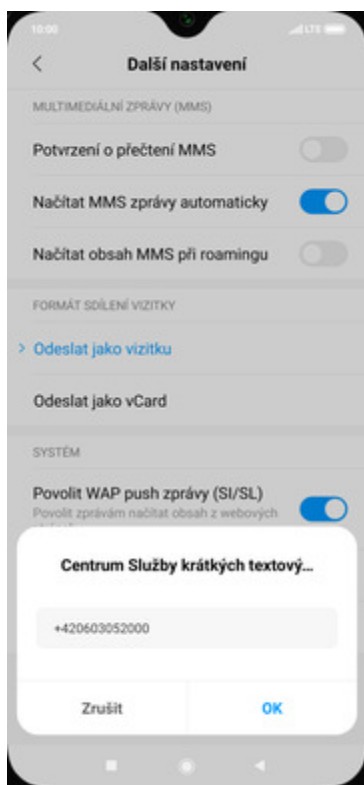 10:00
LTE
Další nastavení
MULTIMEDIÁLNÍ ZPRÁVY (MMS)
Potvrzení o přečtení MMS
Načítat MMS zprávy automaticky
Načítat obsah MMS při roamingu
FORMÁT SDÍLENÍ VIZITKY
Odeslat jako vizitku
Odeslat jako vCard
SYSTÉM
Povolit WAP push zprávy (SI/SL)
Povolit zprávám načítat obsah z webových
Centrum Služby krátkých textový...
+420603052000
Zrušit
OK